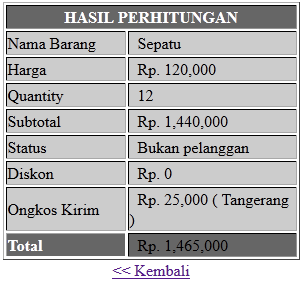 HASIL PERHITUNGAN
Nama Barang Sepatu
Harga Rp. 120,000
Quantity 12
Subtotal Rp. 1,440,000
Status Bukan pelanggan
Diskon Rp. 0
Ongkos Kirim Rp. 25,000 ( Tangerang
)
Total Rp. 1,465,000
<< Kembali